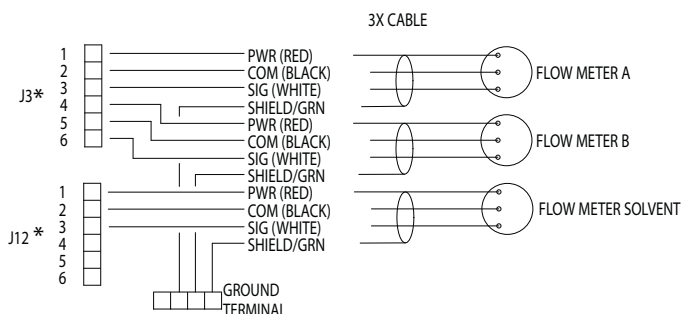 3X CABLE
J3*
1
2
3
4
5
6
PWR (RED)
COM (BLACK)
SIG (WHITE)
SHIELD/GRN
PWR (RED)
COM (BLACK)
SIG (WHITE)
SHIELD/GRN
FLOW METER A
FLOW METER B
J12*
1
2
3
4
5
6
PWR (RED)
COM (BLACK)
SIG (WHITE)
SHIELD/GRN
FLOW METER SOLVENT
GROUND
TERMINAL